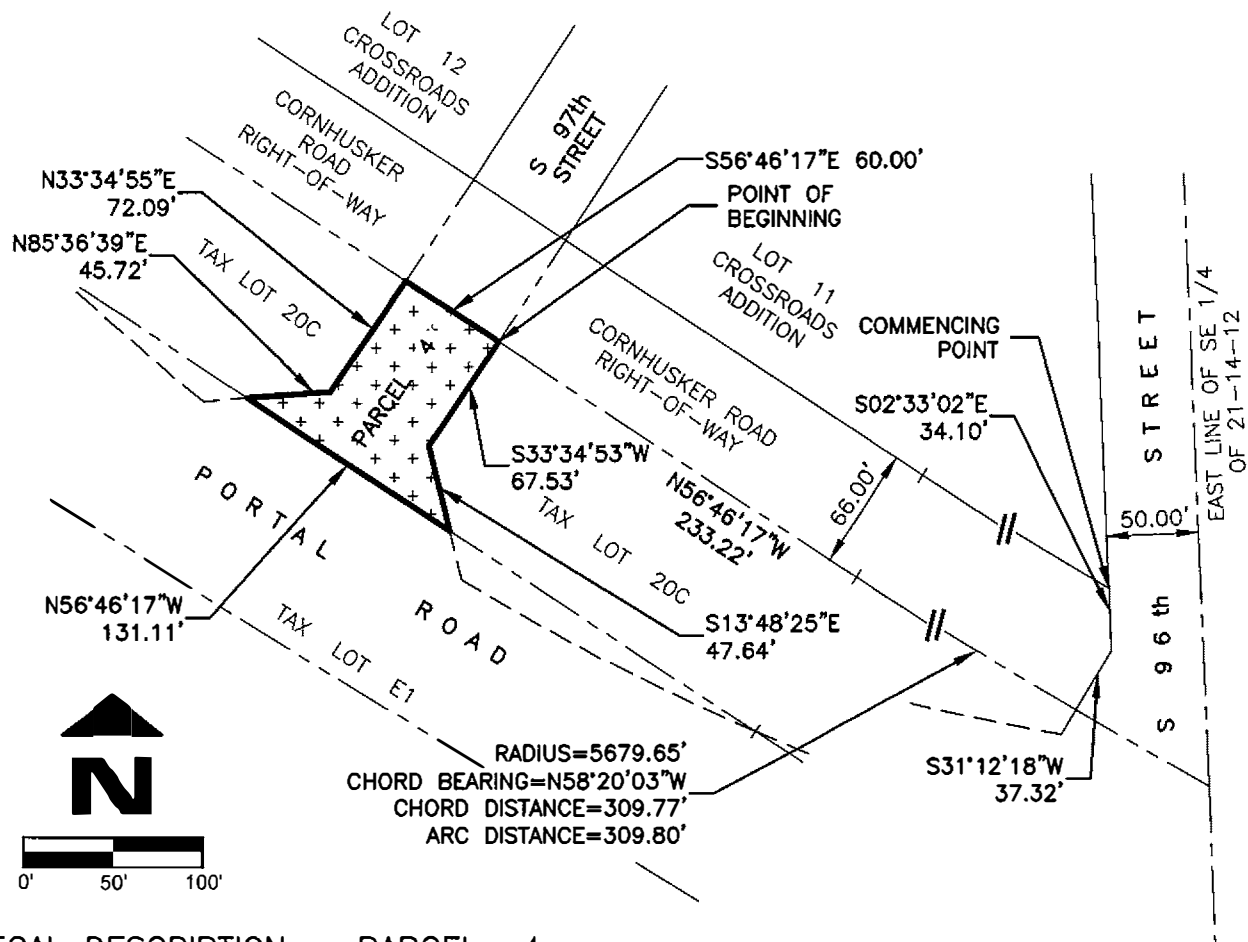 LOT 12
CROSSROADS
ADDITION
S 97th
STREET
CORNHUSKER
ROAD
RIGHT-OF-WAY
S56°46'17"E 60.00'
POINT OF
BEGINNING
N33°34'55"E
72.09'
N85°36'39"E
45.72'
TAX LOT 20C
LOT
11
CROSSROADS
ADDITION
COMMENCING
POINT
CORNHUSKER ROAD
RIGHT-OF-WAY
S02°33'02"E
34.10'
S 96th STREET
EAST LINE OF SE 1/4
OF 21-14-12
PARCEL 4
S33°34'53"W
67.53'
N56°46'17"W
233.22'
66.00'
50.00'
TAX LOT 20C
PORTAL ROAD
N56°46'17"W
131.11'
TAX LOT E1
S13°48'25"E
47.64'
RADIUS=5679.65'
CHORD BEARING=N58°20'03"W
CHORD DISTANCE=309.77'
ARC DISTANCE=309.80'
S31°12'18"W
37.32'
N
0' 50' 100'
LEGAL DESCRIPTION PARCEL 4